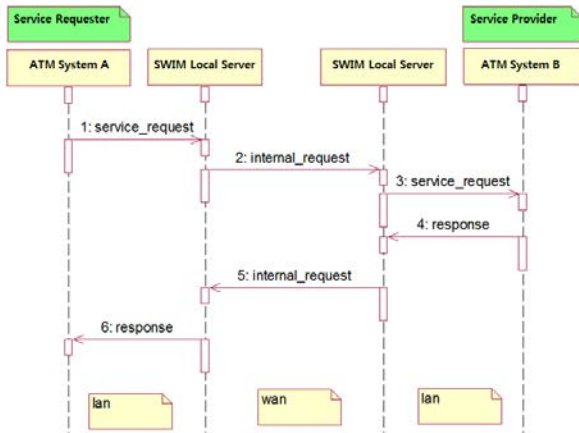 Service Requester
Service Provider
ATM System A
SWIM Local Server
SWIM Local Server
ATM System B
1: service_request
2: internal_request
3: service_request
4: response
5: internal_request
6: response
lan
wan
lan